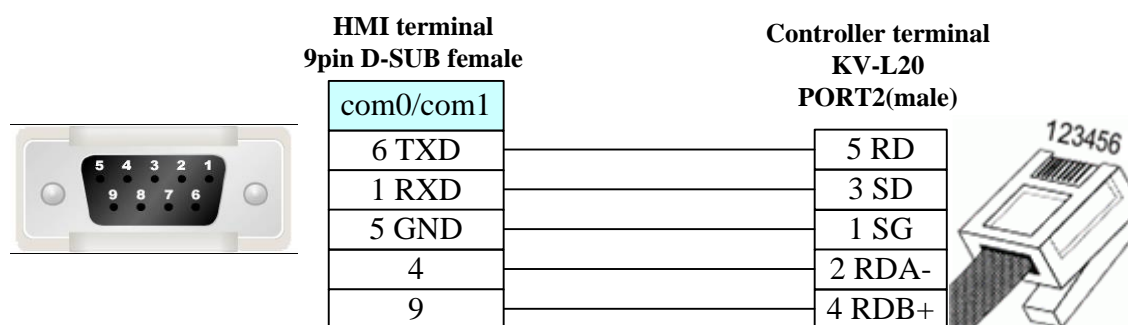 HMI terminal
9pin D-SUB female
Controller terminal
KV-L20
PORT2(male)
com0/com1
6 TXD 5 RD
1 RXD 3 SD
5 GND 1 SG
4 2 RDA-
9 4 RDB+
5 4 3 2 1
9 8 7 6
123456